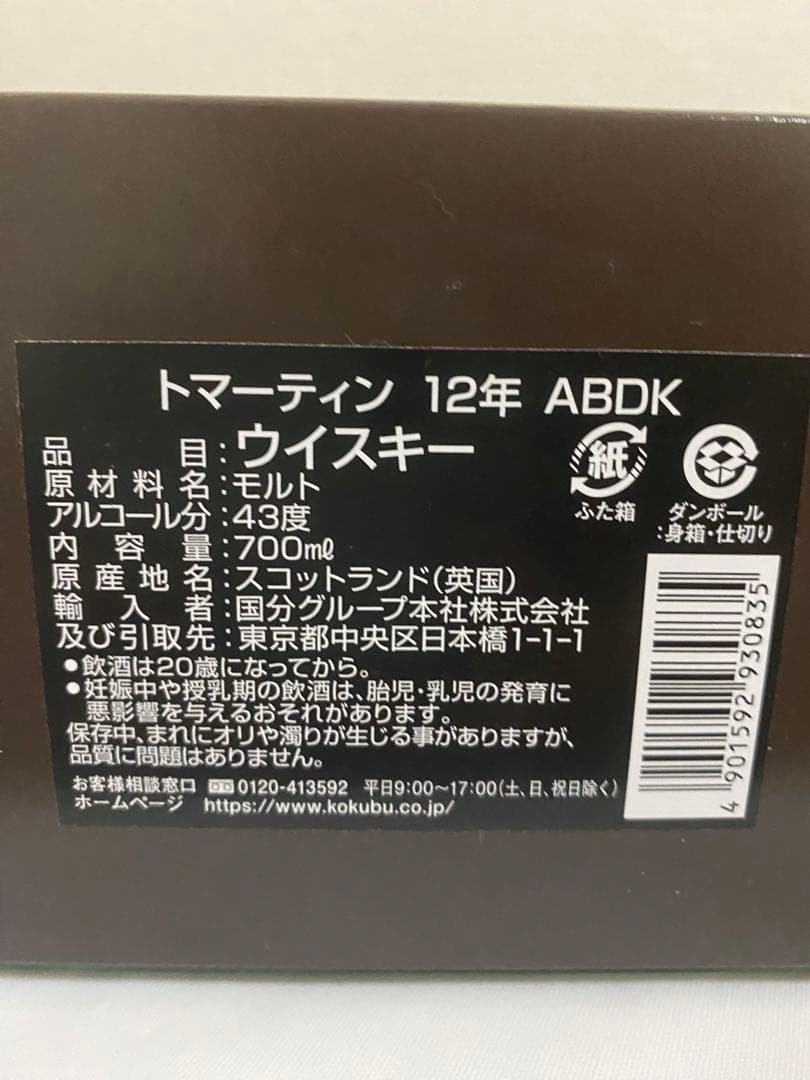 トマーティン 12年 ABDK
品目:ウイスキー
原材料名:モルト
アルコール分:43度
内容量:700㎖
原産地名:スコットランド(英国)
輸入者:国分グループ本社株式会社
及び引取先:東京都中央区日本橋1-1-1
●飲酒は20歳になってから。
●妊娠中や授乳期の飲酒は、胎児・乳児の発育に
悪影響を与えるおそれがあります。
保存中、まれにオリや濁りが生じる事がありますが、
品質に問題はありません。
お客様相談窓口 0120-413592 平日9:00〜17:00(土、日、祝日除く)
ホームページ https://www.kokubu.co.jp/
紙
ふた箱
ダンボール
:身箱・仕切り
4 901592 930835